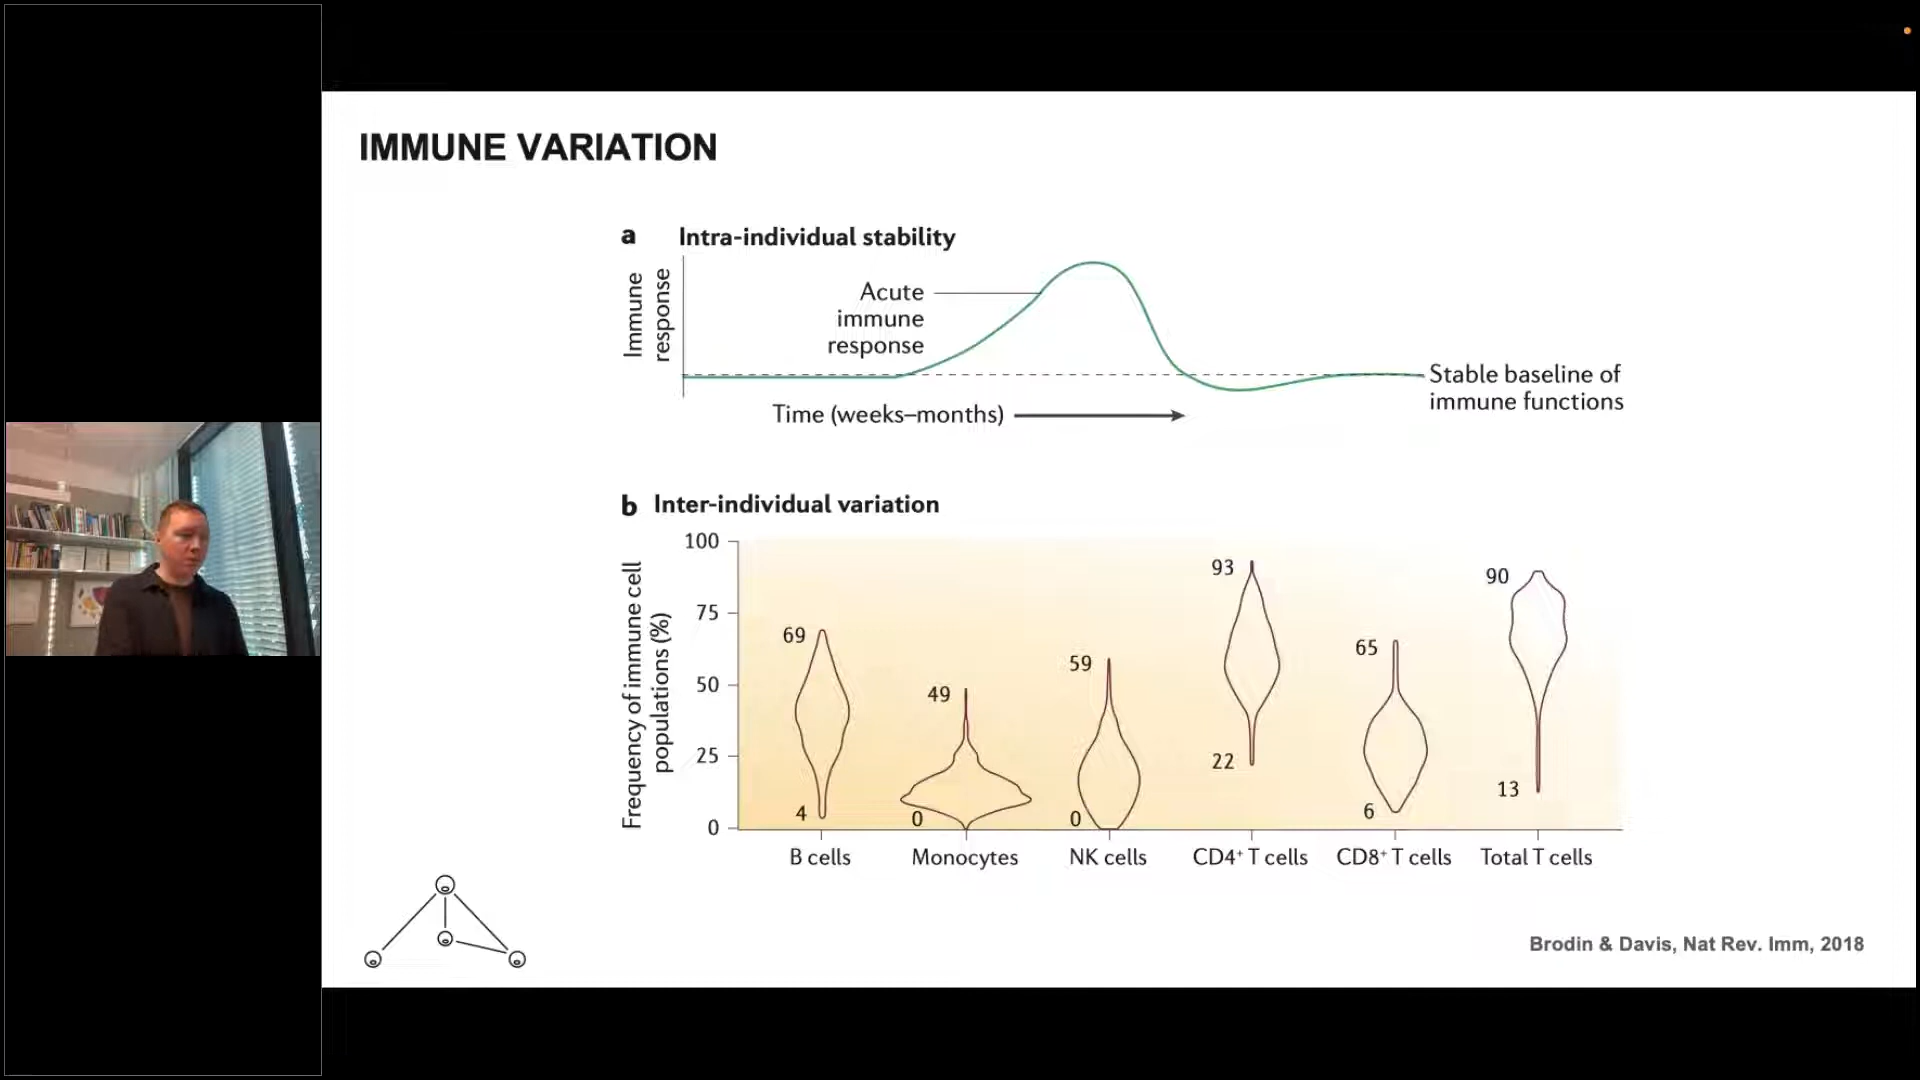 IMMUNE VARIATION
a Intra-individual stability
Immune
response
Acute
immune
response
Stable baseline of
immune functions
Time (weeks–months)
b Inter-individual variation
Frequency of immune cell
populations (%)
100
75
50
25
0
69
4
49
0
59
0
93
22
65
6
90
13
B cells
Monocytes
NK cells
CD4⁺ T cells
CD8⁺ T cells
Total T cells
Brodin & Davis, Nat Rev. Imm, 2018